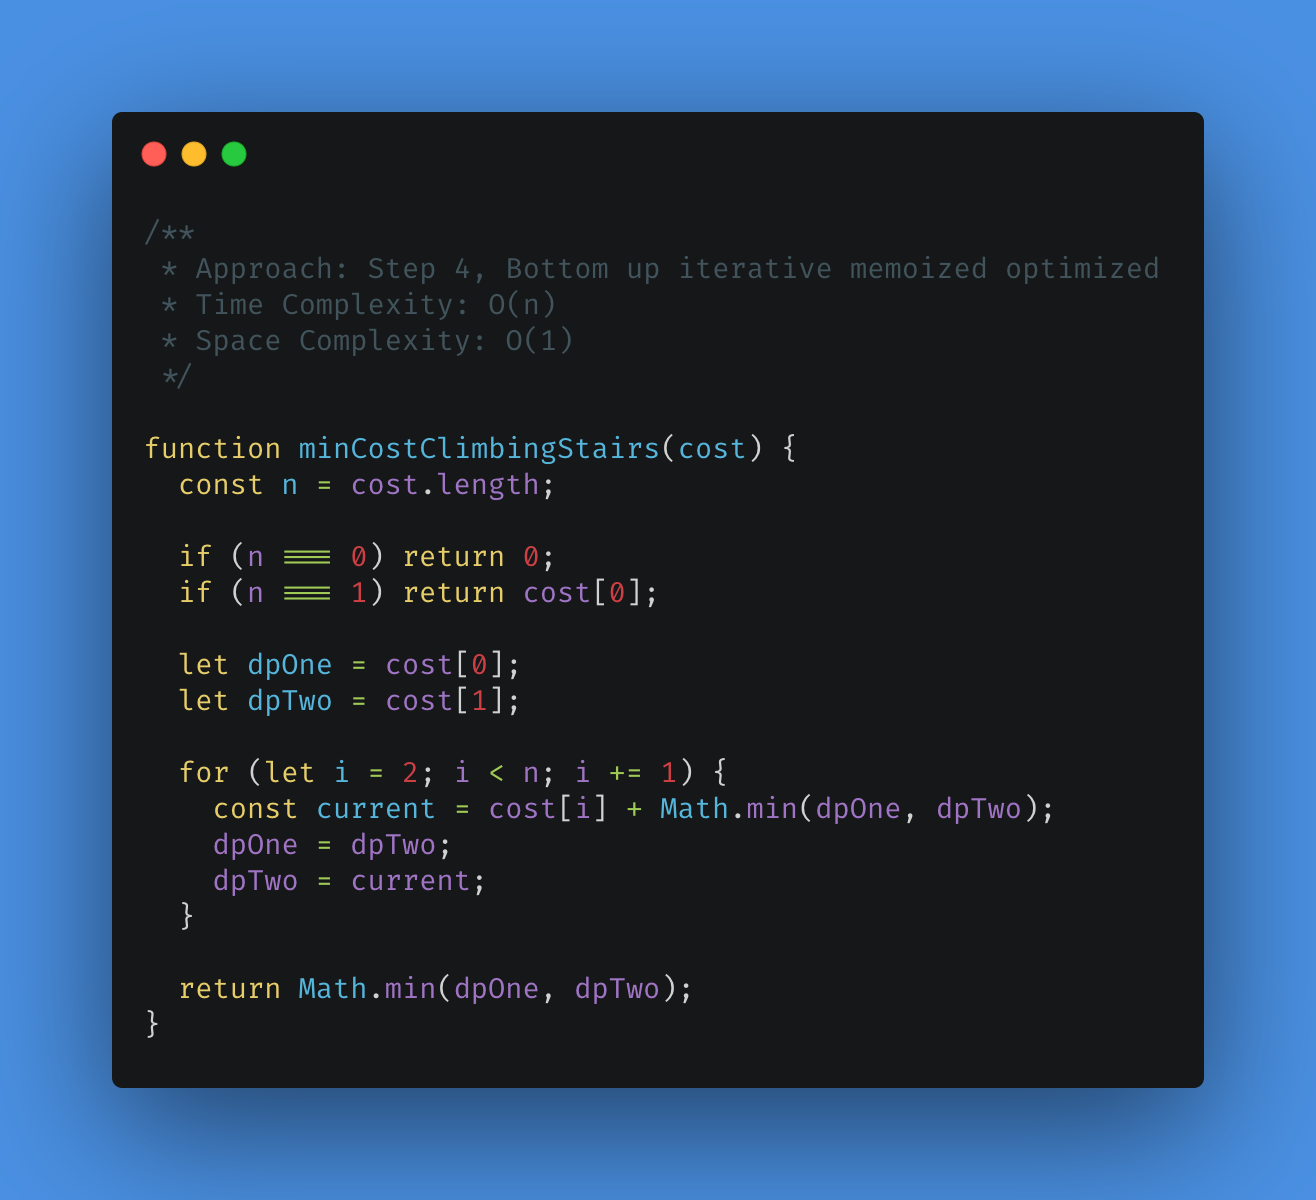 /**
 * Approach: Step 4, Bottom up iterative memoized optimized
 * Time Complexity: O(n)
 * Space Complexity: O(1)
 */
function minCostClimbingStairs(cost) {
  const n = cost.length;
  if (n === 0) return 0;
  if (n === 1) return cost[0];
  let dpOne = cost[0];
  let dpTwo = cost[1];
  for (let i = 2; i < n; i += 1) {
    const current = cost[i] + Math.min(dpOne, dpTwo);
    dpOne = dpTwo;
    dpTwo = current;
  }
  return Math.min(dpOne, dpTwo);
}